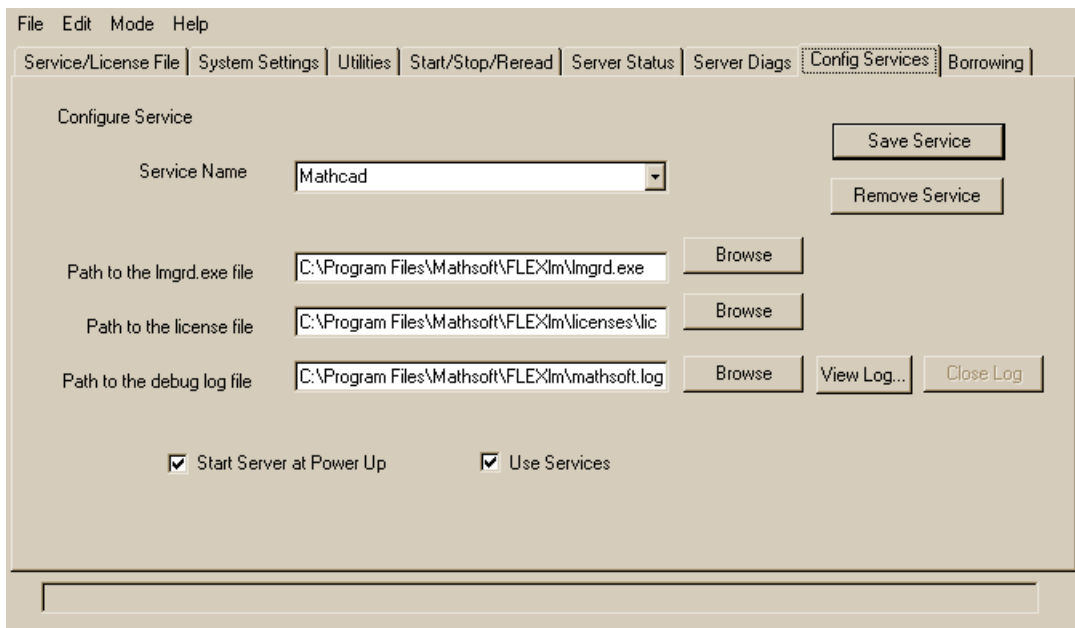 File Edit Mode Help
Service/License File System Settings Utilities Start/Stop/Reread Server Status Server Diags Config Services Borrowing
Configure Service
Save Service
Service Name Mathcad
Remove Service
Path to the lmgrd.exe file C:\Program Files\Mathsoft\FLEXlm\lmgrd.exe Browse
Path to the license file C:\Program Files\Mathsoft\FLEXlm\licenses\lic Browse
Path to the debug log file C:\Program Files\Mathsoft\FLEXlm\mathsoft.log Browse View Log... Close Log
Start Server at Power Up Use Services